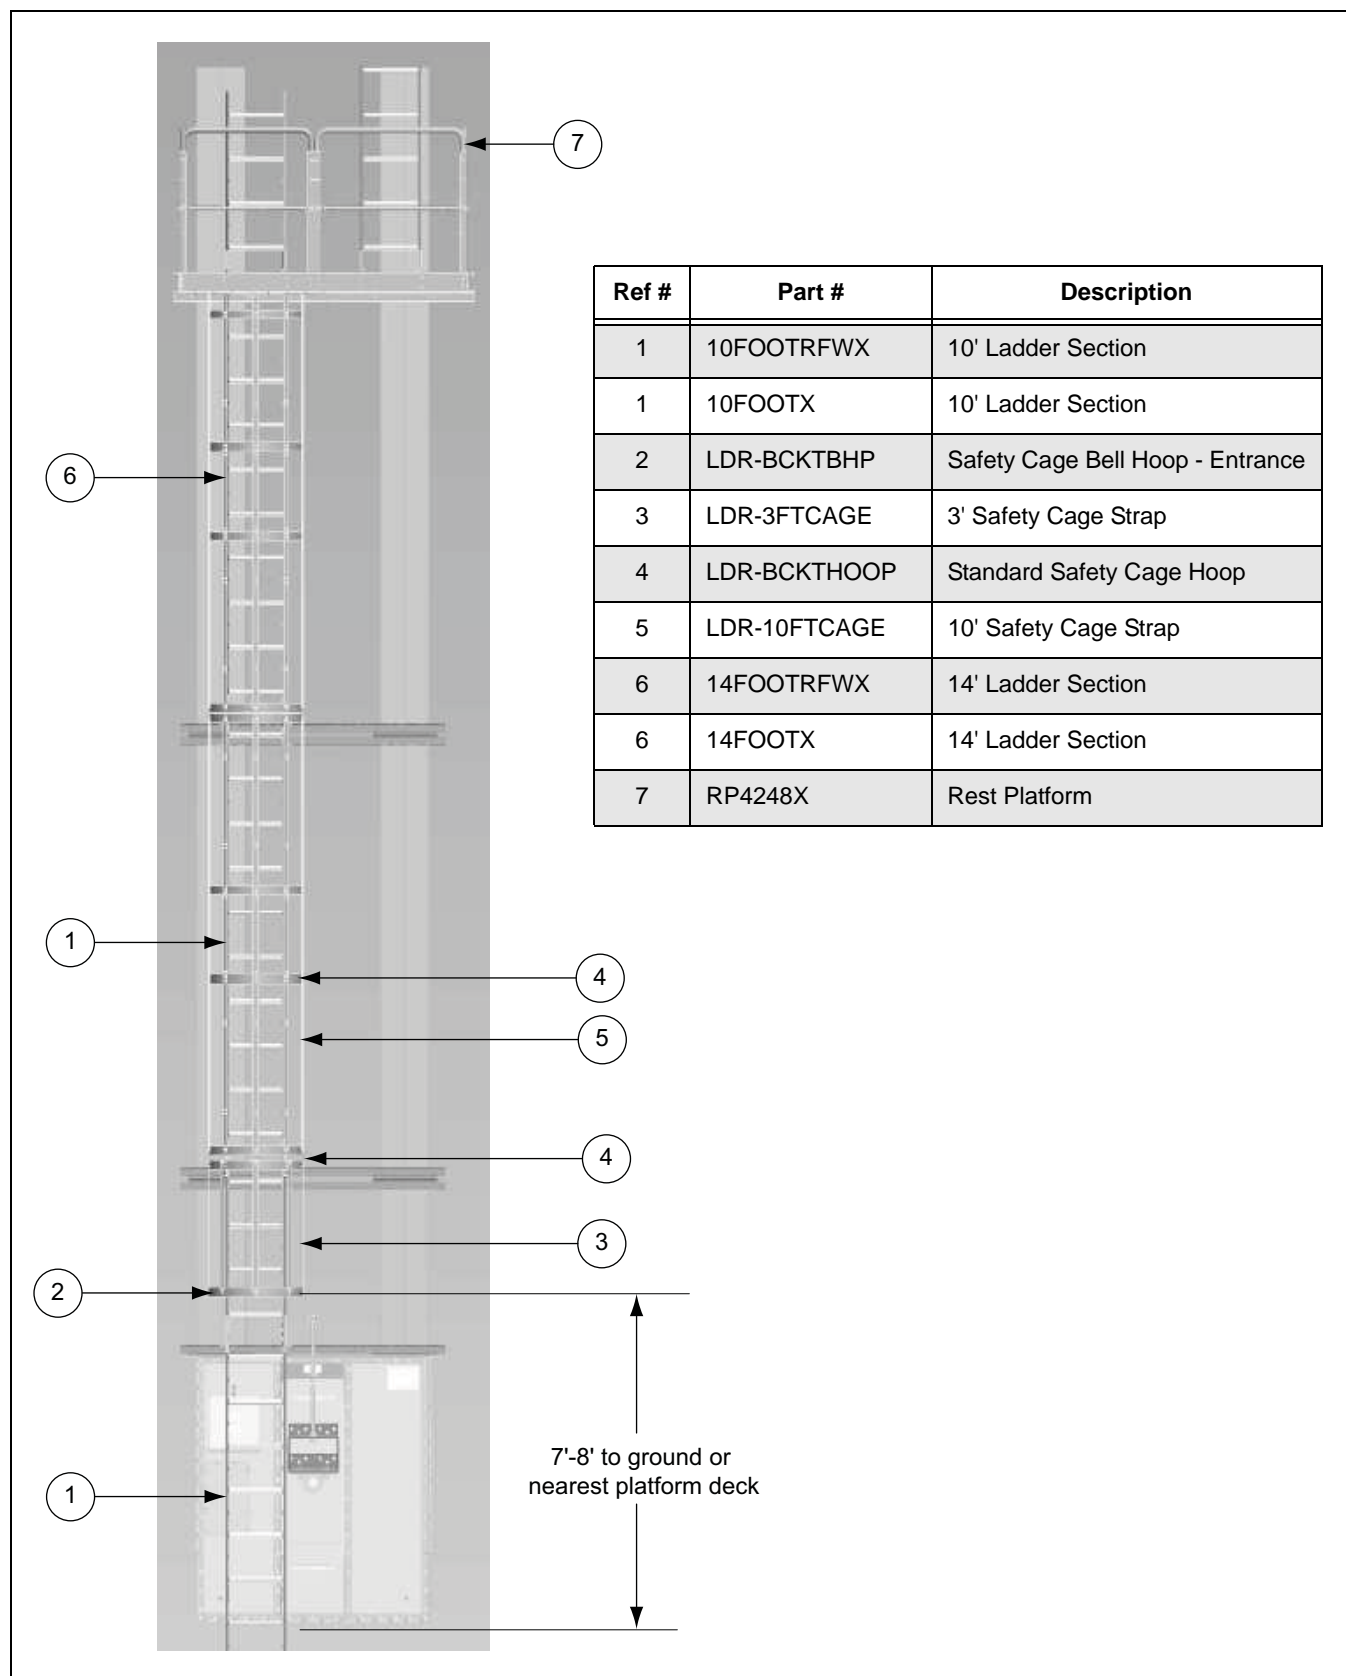 7
Ref # Part # Description
1 10FOOTRFWX 10' Ladder Section
1 10FOOTX 10' Ladder Section
2 LDR-BCKTBHP Safety Cage Bell Hoop - Entrance
3 LDR-3FTCAGE 3' Safety Cage Strap
4 LDR-BCKTHOOP Standard Safety Cage Hoop
5 LDR-10FTCAGE 10' Safety Cage Strap
6 14FOOTRFWX 14' Ladder Section
6 14FOOTX 14' Ladder Section
7 RP4248X Rest Platform
6
1
4
5
4
3
2
7'-8' to ground or
nearest platform deck
1